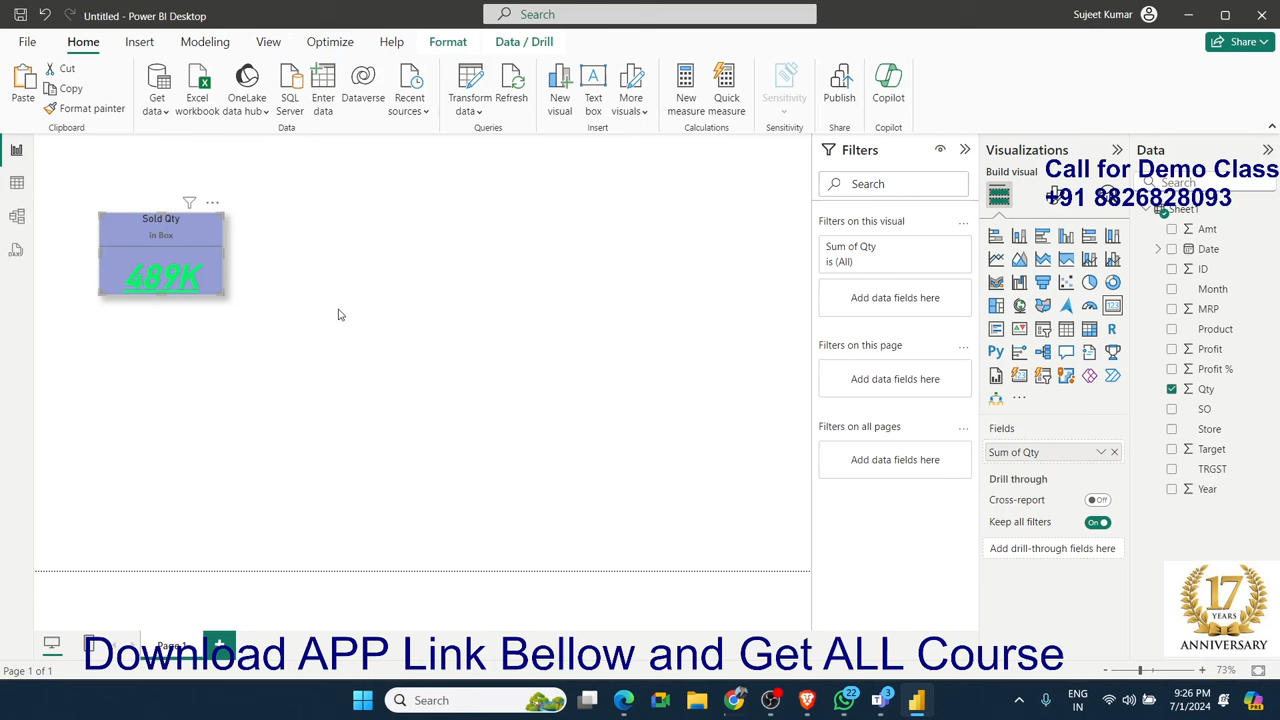 Untitled - Power BI Desktop
Search
Sujeet Kumar
File
Home
Insert
Modeling
View
Optimize
Help
Format
Data / Drill
Share
Paste
Cut
Copy
Format painter
Clipboard
Get data
Excel workbook
OneLake data hub
SQL Server
Enter data
Dataverse
Recent sources
Data
Transform data
Refresh
Queries
New visual
Text box
More visuals
Insert
New measure
Quick measure
Calculations
Sensitivity
Sensitivity
Publish
Share
Copilot
Copilot
Sold Qty
in Box
489K
Filters
Search
Filters on this visual
Sum of Qty
is (All)
Add data fields here
Filters on this page
Add data fields here
Filters on all pages
Add data fields here
Visualizations
Build visual
Fields
Sum of Qty
Drill through
Cross-report
Off
Keep all filters
On
Add drill-through fields here
Data
Call for Demo Class
+91 8826828093
Search
Sheet1
Amt
Date
ID
Month
MRP
Product
Profit
Profit %
Qty
SO
Store
Target
TRGST
Year
17
YEARS
ANNIVERSARY
Page 1
Download APP Link Bellow and Get ALL Course
Page 1 of 1
73%
Search
22
3
ENG
IN
9:26 PM
7/1/2024